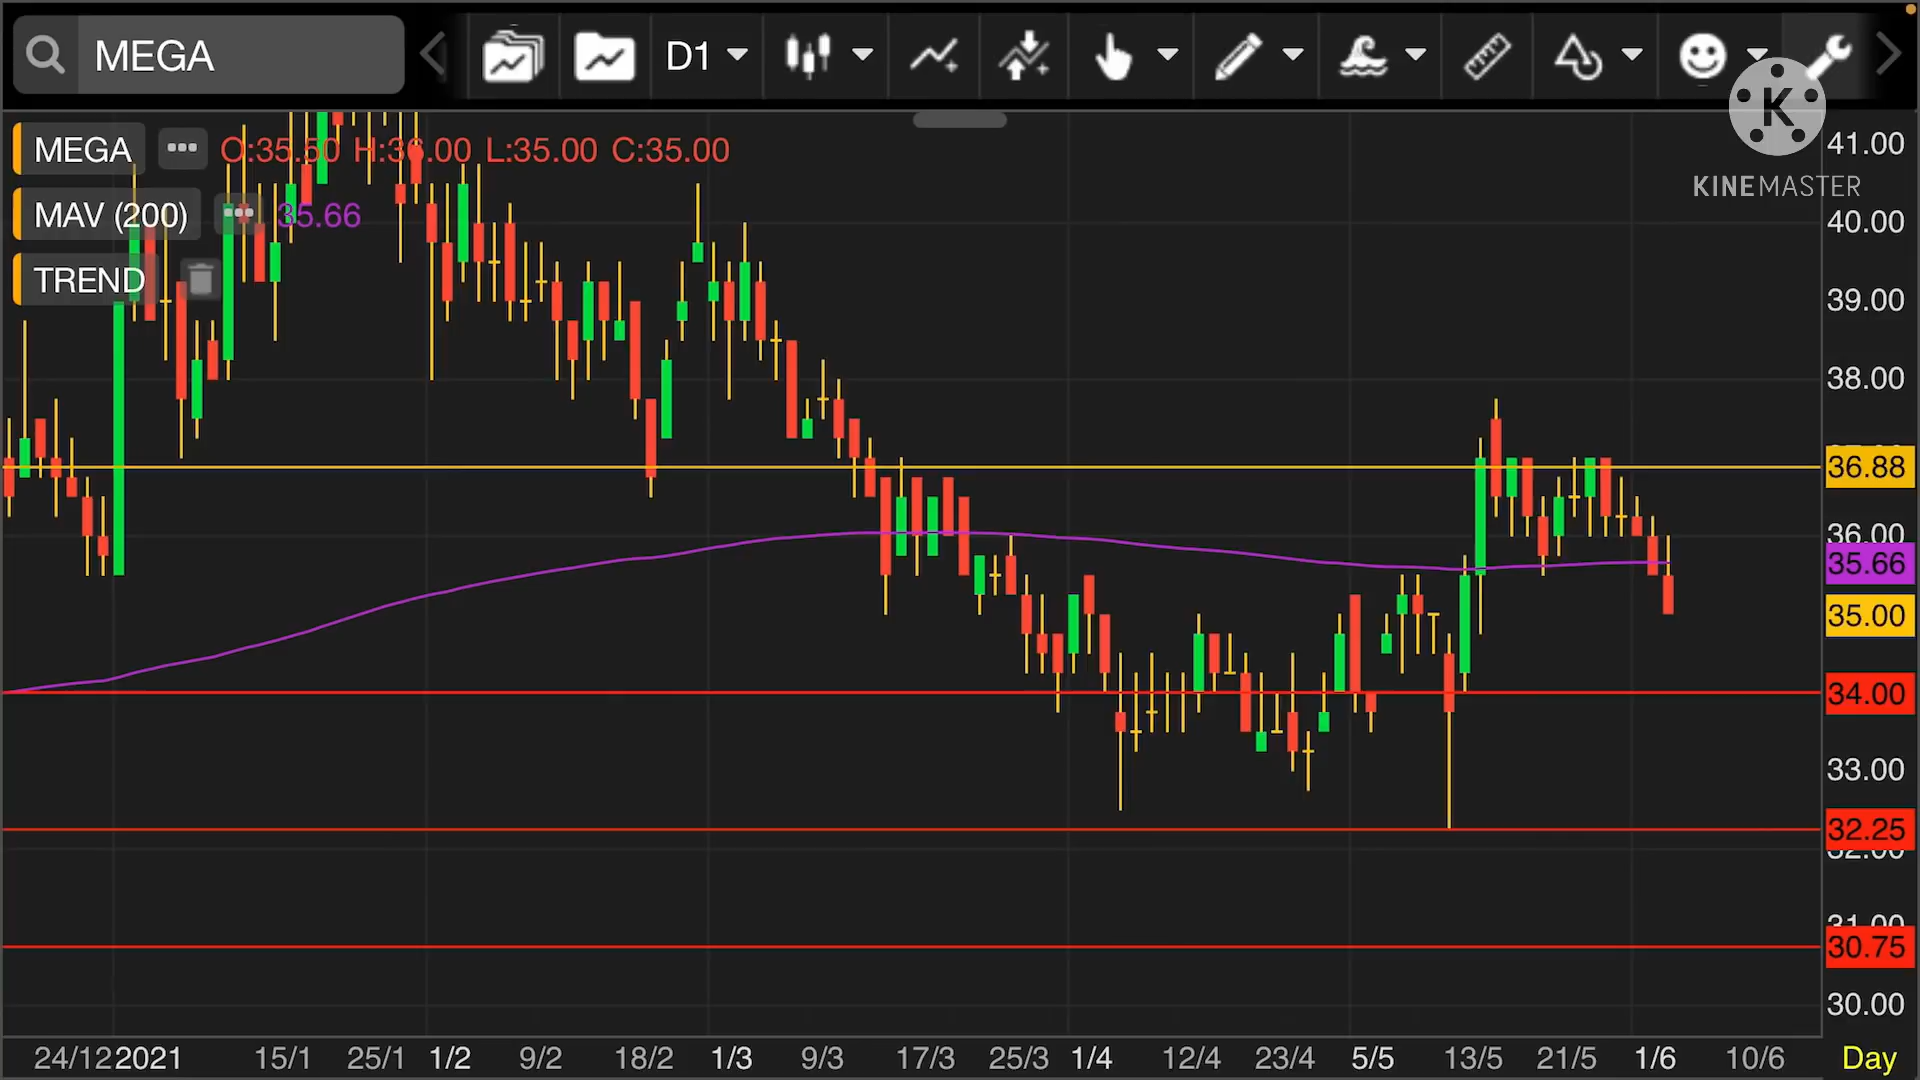 MEGA D1
KINEMASTER
MEGA O:35.50 H:36.00 L:35.00 C:35.00
MAV (200) 35.66
TREND
41.00
40.00
39.00
38.00
36.88
36.00
35.66
35.00
34.00
33.00
32.25
32.00
31.00
30.75
30.00
24/12 2021 15/1 25/1 1/2 9/2 18/2 1/3 9/3 17/3 25/3 1/4 12/4 23/4 5/5 13/5 21/5 1/6 10/6 Day